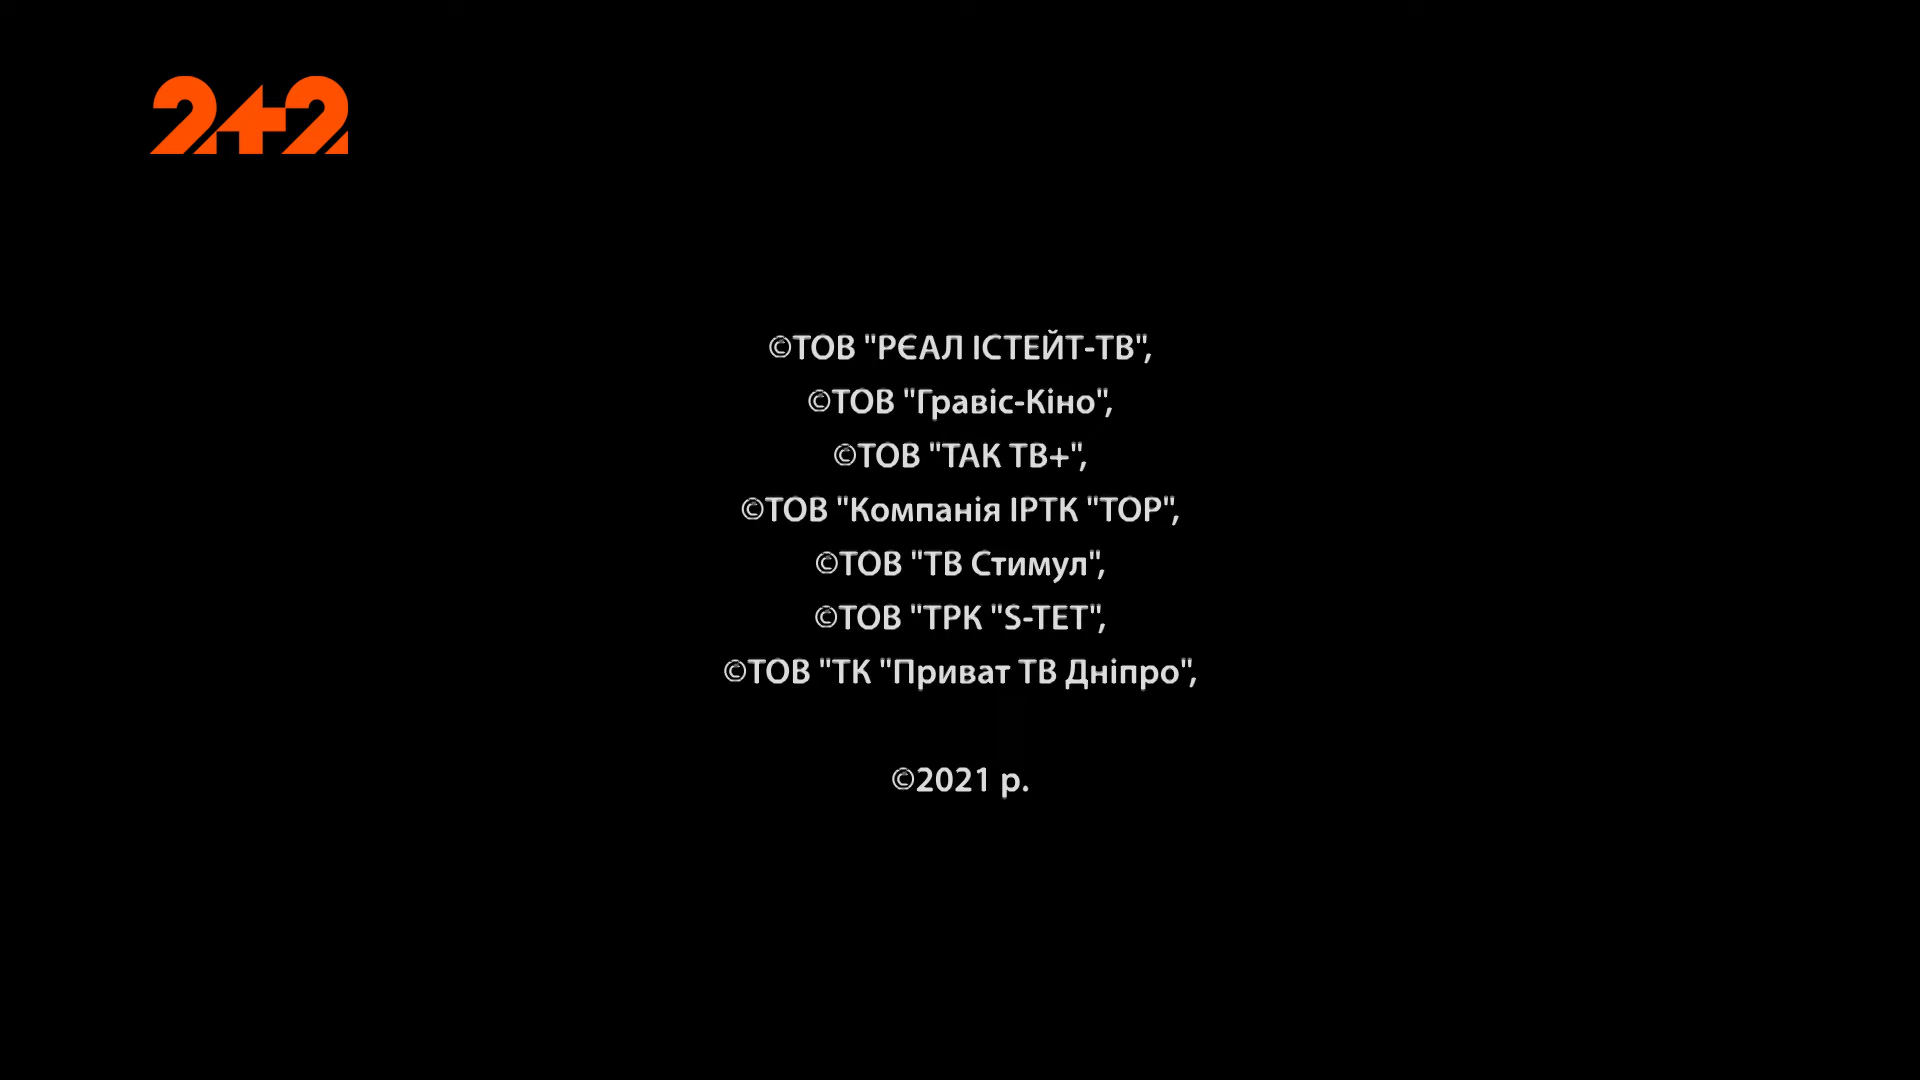 2+2
©ТОВ "РЄАЛ ІСТЕЙТ-ТВ",
©ТОВ "Гравіс-Кіно",
©ТОВ "ТАК ТВ+",
©ТОВ "Компанія ІРТК "ТОР",
©ТОВ "ТВ Стимул",
©ТОВ "ТРК "S-ТЕТ",
©ТОВ "ТК "Приват ТВ Дніпро",
©2021 р.